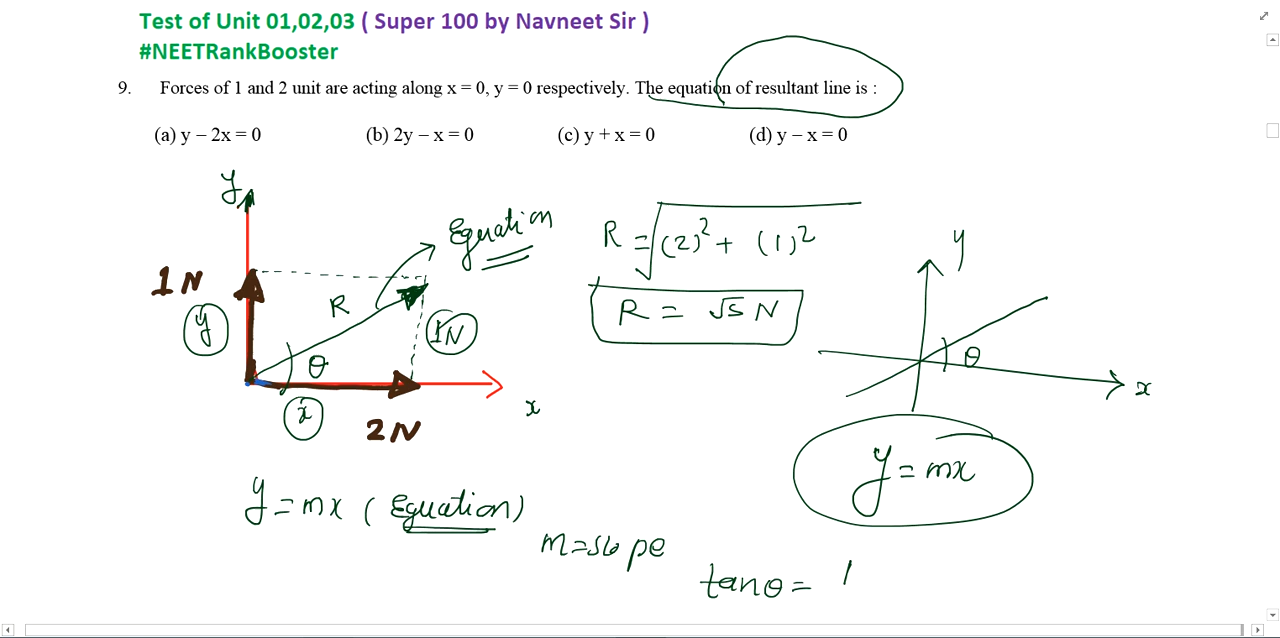 Test of Unit 01,02,03 ( Super 100 by Navneet Sir )
#NEETRankBooster
9. Forces of 1 and 2 unit are acting along x = 0, y = 0 respectively. The equation of resultant line is :
(a) y – 2x = 0 (b) 2y – x = 0 (c) y + x = 0 (d) y – x = 0
y
Equation
R = √(2)² + (1)²
y
1N
R
R = √5 N
y
1N
θ
θ
x
x
x
2N
y = mx
y = mx ( Equation)
m = slope
tanθ = 1